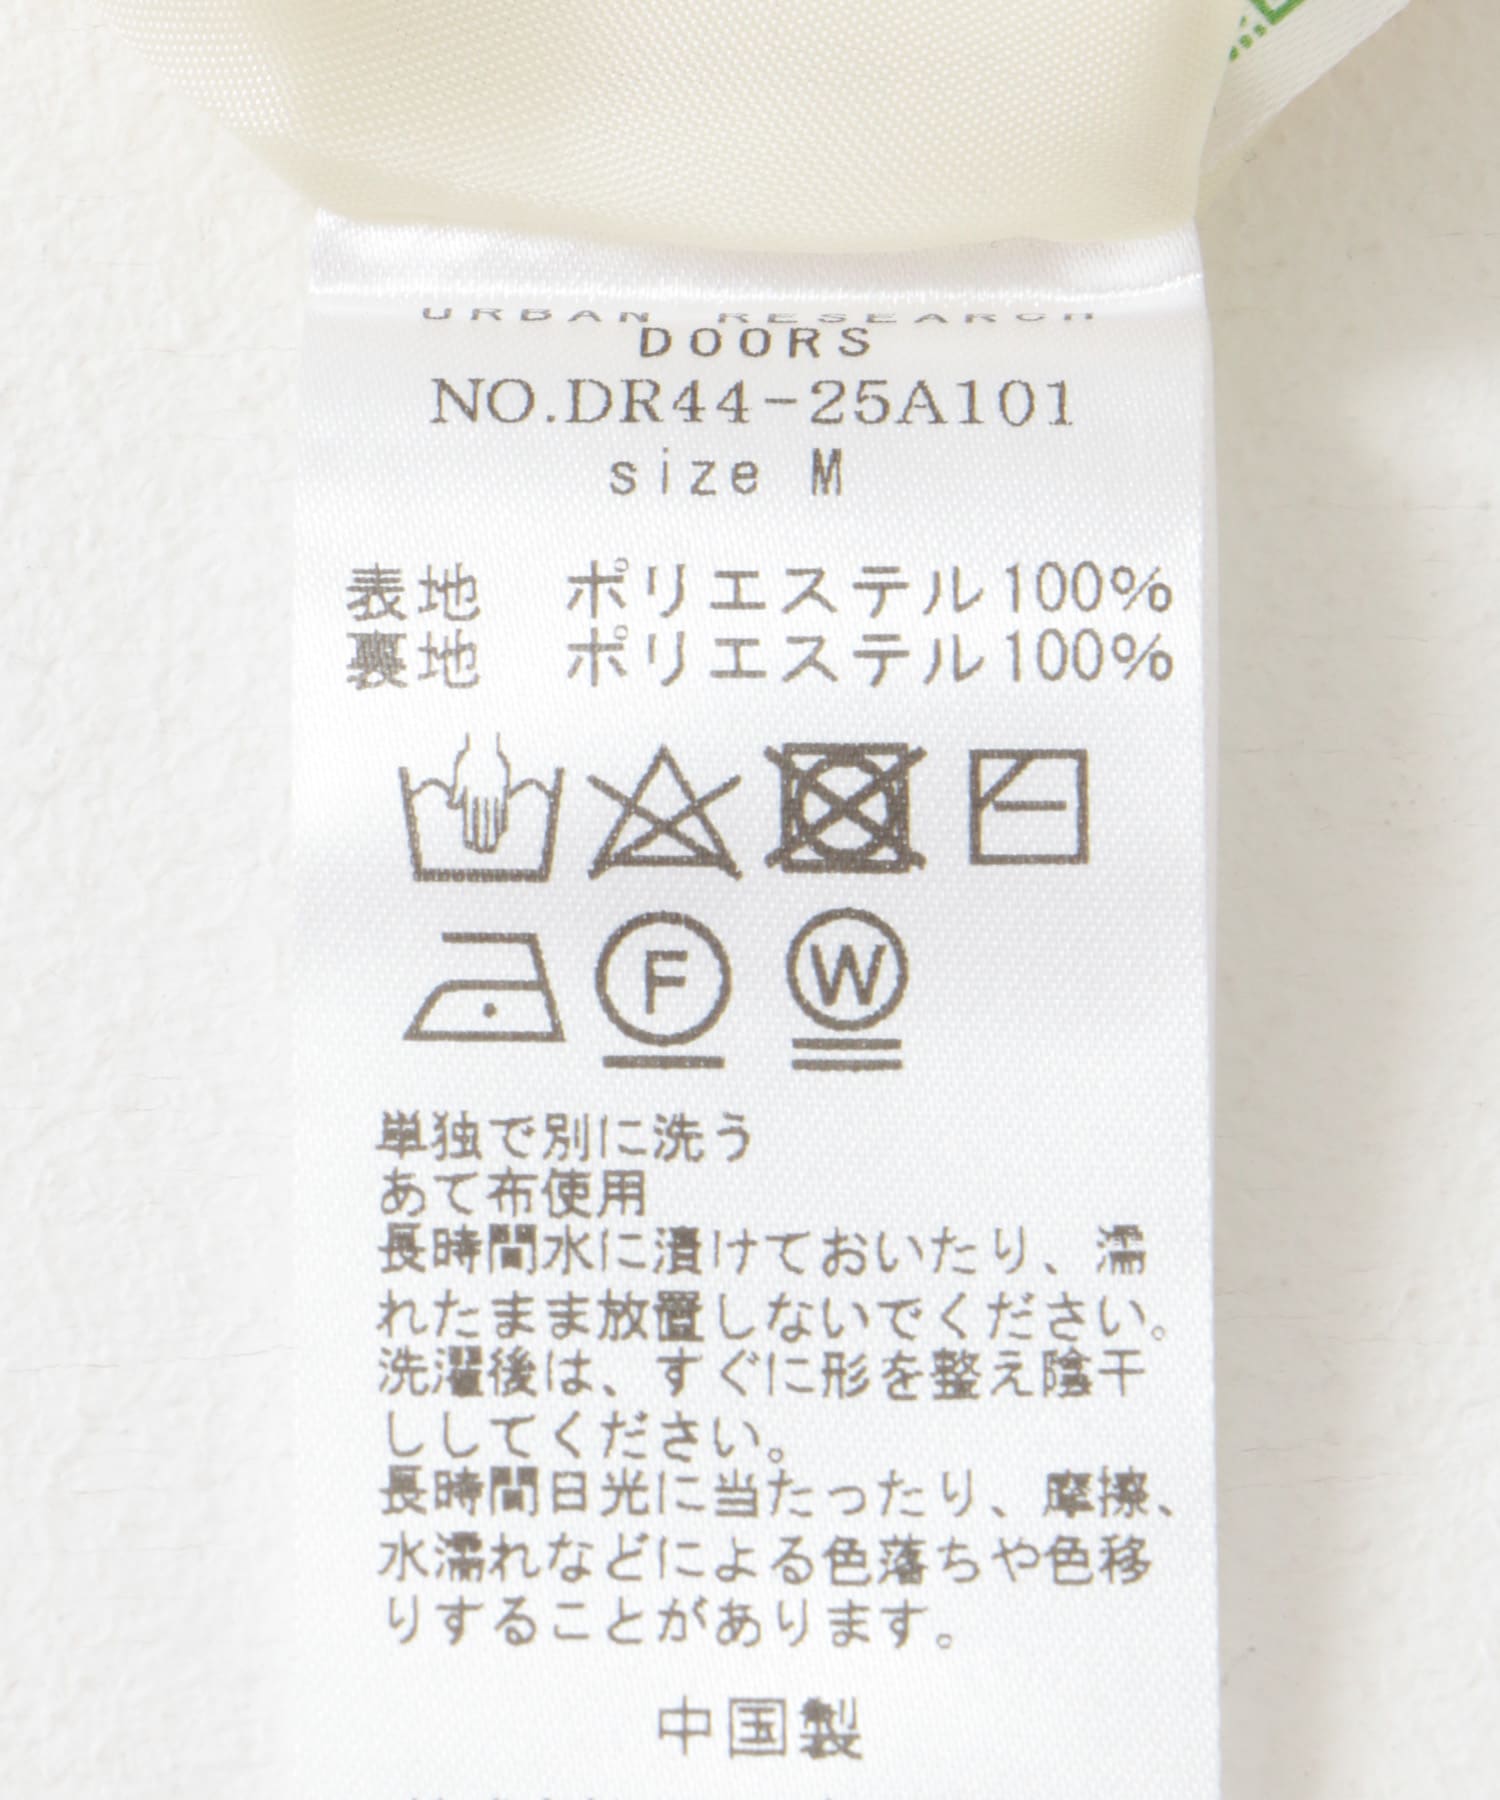 URBAN RESEARCH
DOORS
NO.DR44-25A101
size M
表地　ポリエステル100%
裏地　ポリエステル100%
F W
単独で別に洗う
あて布使用
長時間水に漬けておいたり、濡
れたまま放置しないでください。
洗濯後は、すぐに形を整え陰干
ししてください。
長時間日光に当たったり、摩擦、
水濡れなどによる色落ちや色移
りすることがあります。
中国製